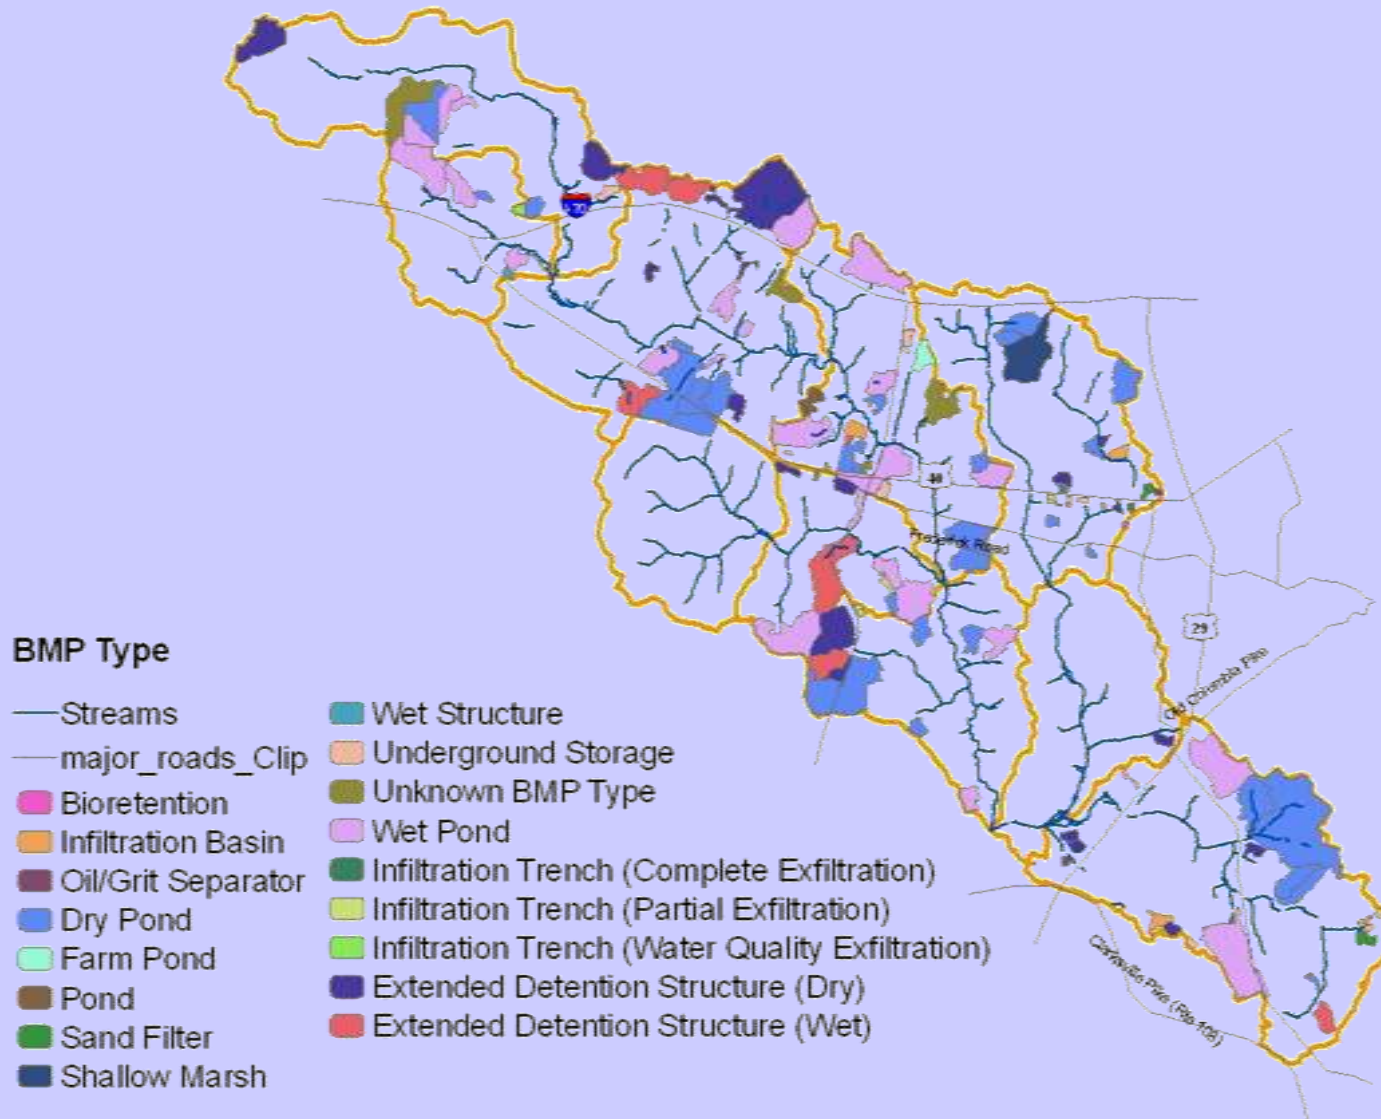 40
Frederick Road
29
Old Columbia Pike
BMP Type
Streams
major_roads_Clip
Bioretention
Infiltration Basin
Oil/Grit Separator
Dry Pond
Farm Pond
Pond
Sand Filter
Shallow Marsh
Wet Structure
Underground Storage
Unknown BMP Type
Wet Pond
Infiltration Trench (Complete Exfiltration)
Infiltration Trench (Partial Exfiltration)
Infiltration Trench (Water Quality Exfiltration)
Extended Detention Structure (Dry)
Extended Detention Structure (Wet)
Clarksville Pike (Rte 108)